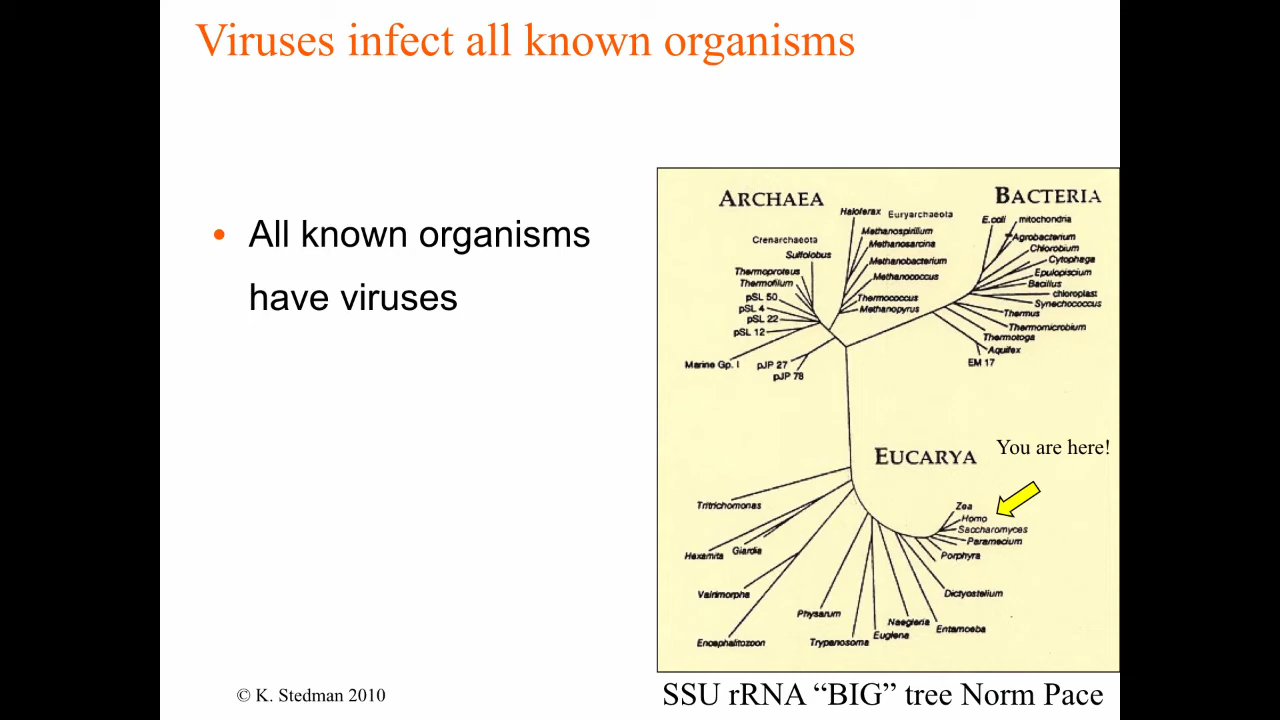 Viruses infect all known organisms
• All known organisms
have viruses
ARCHAEA
BACTERIA
Haloferax
Euryarchaeota
Crenarchaeota
Methanospirillum
Sulfolobus
Methanosarcina
Thermoproteus
Methanobacterium
Thermofilum
Methanococcus
pSL 50
Thermococcus
pSL 4
Methanopyrus
pSL 22
pSL 12
Marine Gp. I
pJP 27
pJP 78
E.coli
mitochondria
Agrobacterium
Chlorobium
Cytophaga
Epulopiscium
Bacillus
chloroplast
Synechococcus
Thermus
Thermomicrobium
Thermotoga
Aquifex
EM 17
EUCARYA
You are here!
Tritrichomonas
Zea
Homo
Saccharomyces
Paramecium
Hexamita
Giardia
Porphyra
Vairimorpha
Dictyostelium
Physarum
Naegleria
Entamoeba
Euglena
Encephalitozoon
Trypanosoma
© K. Stedman 2010
SSU rRNA “BIG” tree Norm Pace